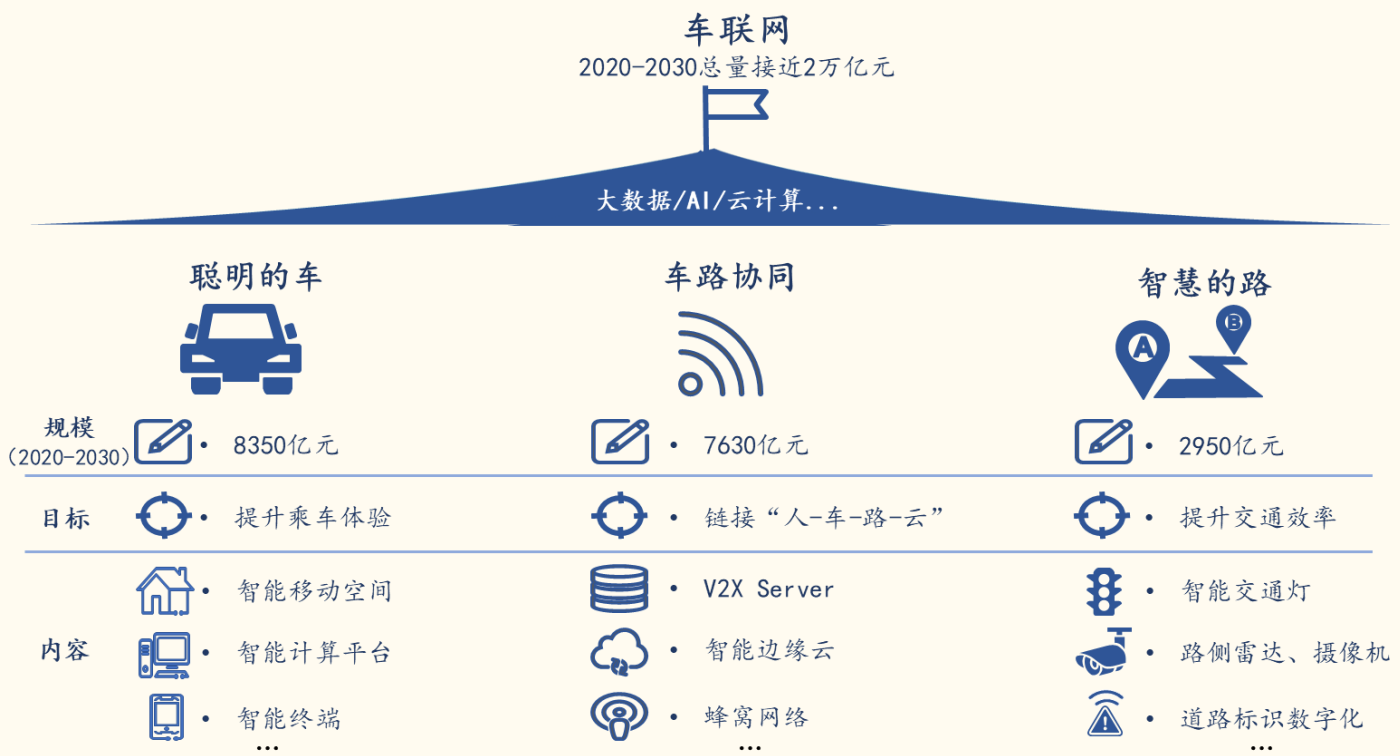 车联网
2020-2030总量接近2万亿元
大数据/AI/云计算...
聪明的车
车路协同
智慧的路
A
B
规模
(2020-2030)
• 8350亿元
• 7630亿元
• 2950亿元
目标
• 提升乘车体验
• 链接“人-车-路-云”
• 提升交通效率
内容
• 智能移动空间
• V2X Server
• 智能交通灯
• 智能计算平台
• 智能边缘云
• 路侧雷达、摄像机
• 智能终端
• 蜂窝网络
• 道路标识数字化
...
...
...